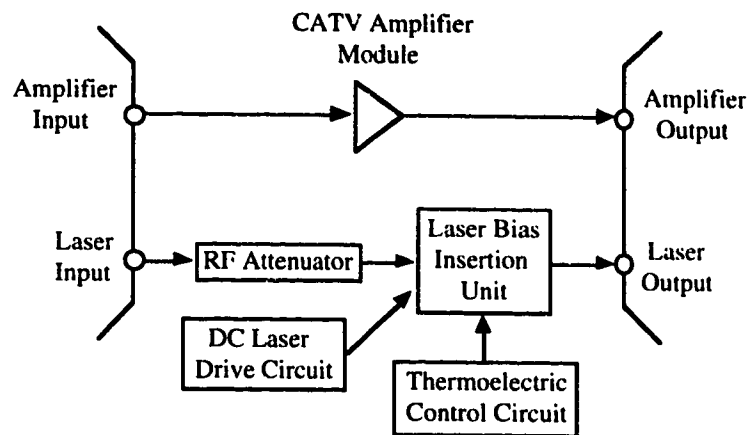 CATV Amplifier
Module
Amplifier
Input
Amplifier
Output
Laser
Input
RF Attenuator
Laser Bias
Insertion
Unit
Laser
Output
DC Laser
Drive Circuit
Thermoelectric
Control Circuit